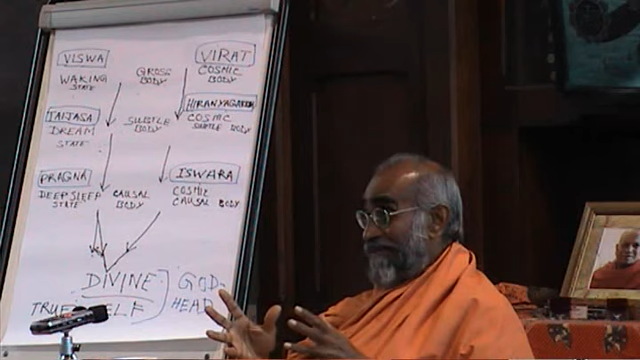 VISWA GROSS BODY VIRAT
WAKING STATE COSMIC BODY
TAIJASA HIRANYAGARBHA
DREAM STATE SUBTLE BODY COSMIC SUBTLE BODY
PRAGNA ISWARA
DEEP SLEEP STATE CAUSAL BODY COSMIC CAUSAL BODY
DIVINE GOD
TRUE SELF HEAD